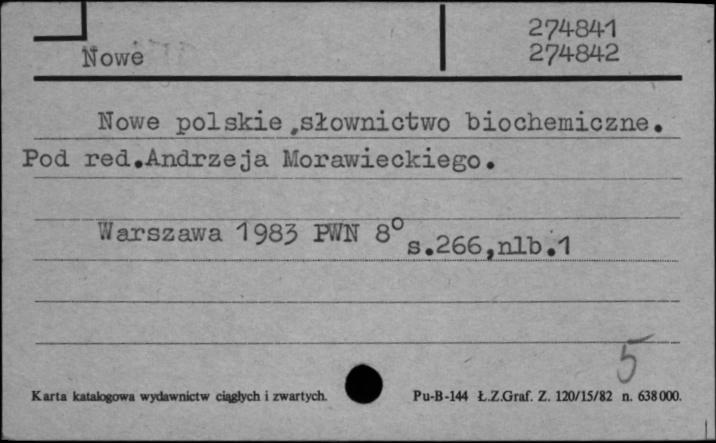 274841
Nowe 274842
Nowe polskie ,słownictwo biochemiczne.
Pod red.Andrzeja Morawieckiego.
Warszawa 1983 PWN 8° s.266,nlb.1
5
Karta katalogowa wydawnictw ciągłych i zwartych. Pu-B-144 Ł.Z.Graf. Z. 120/15/82 n. 638000.